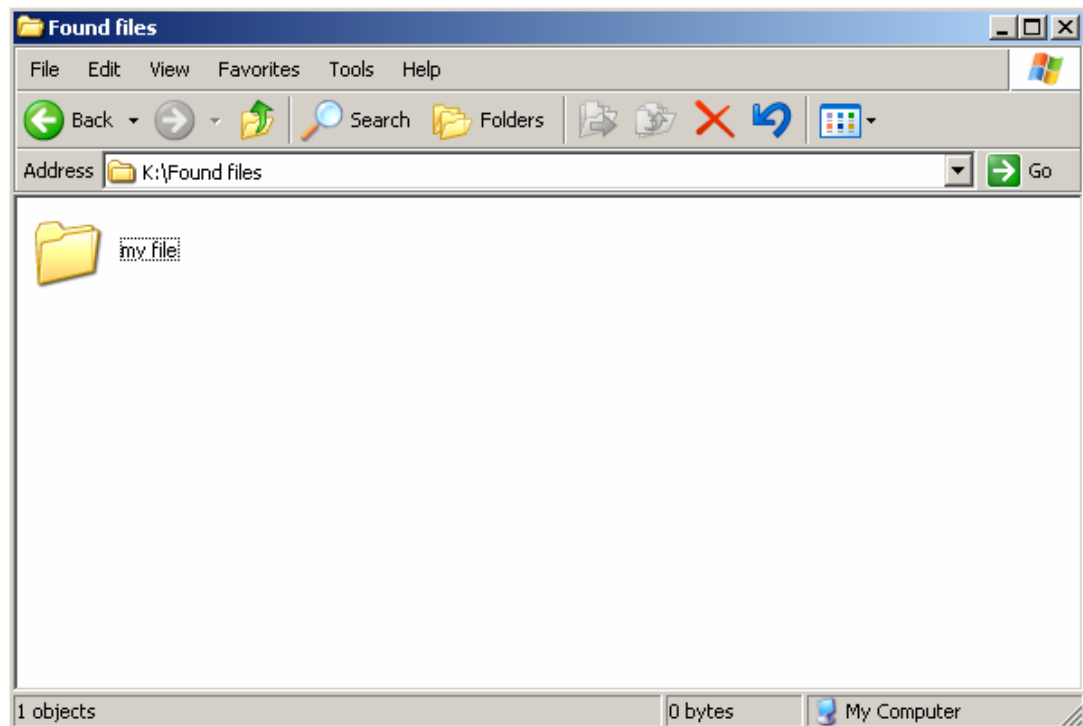 Found files
File Edit View Favorites Tools Help
Back Search Folders
Address K:\Found files Go
my file
1 objects 0 bytes My Computer